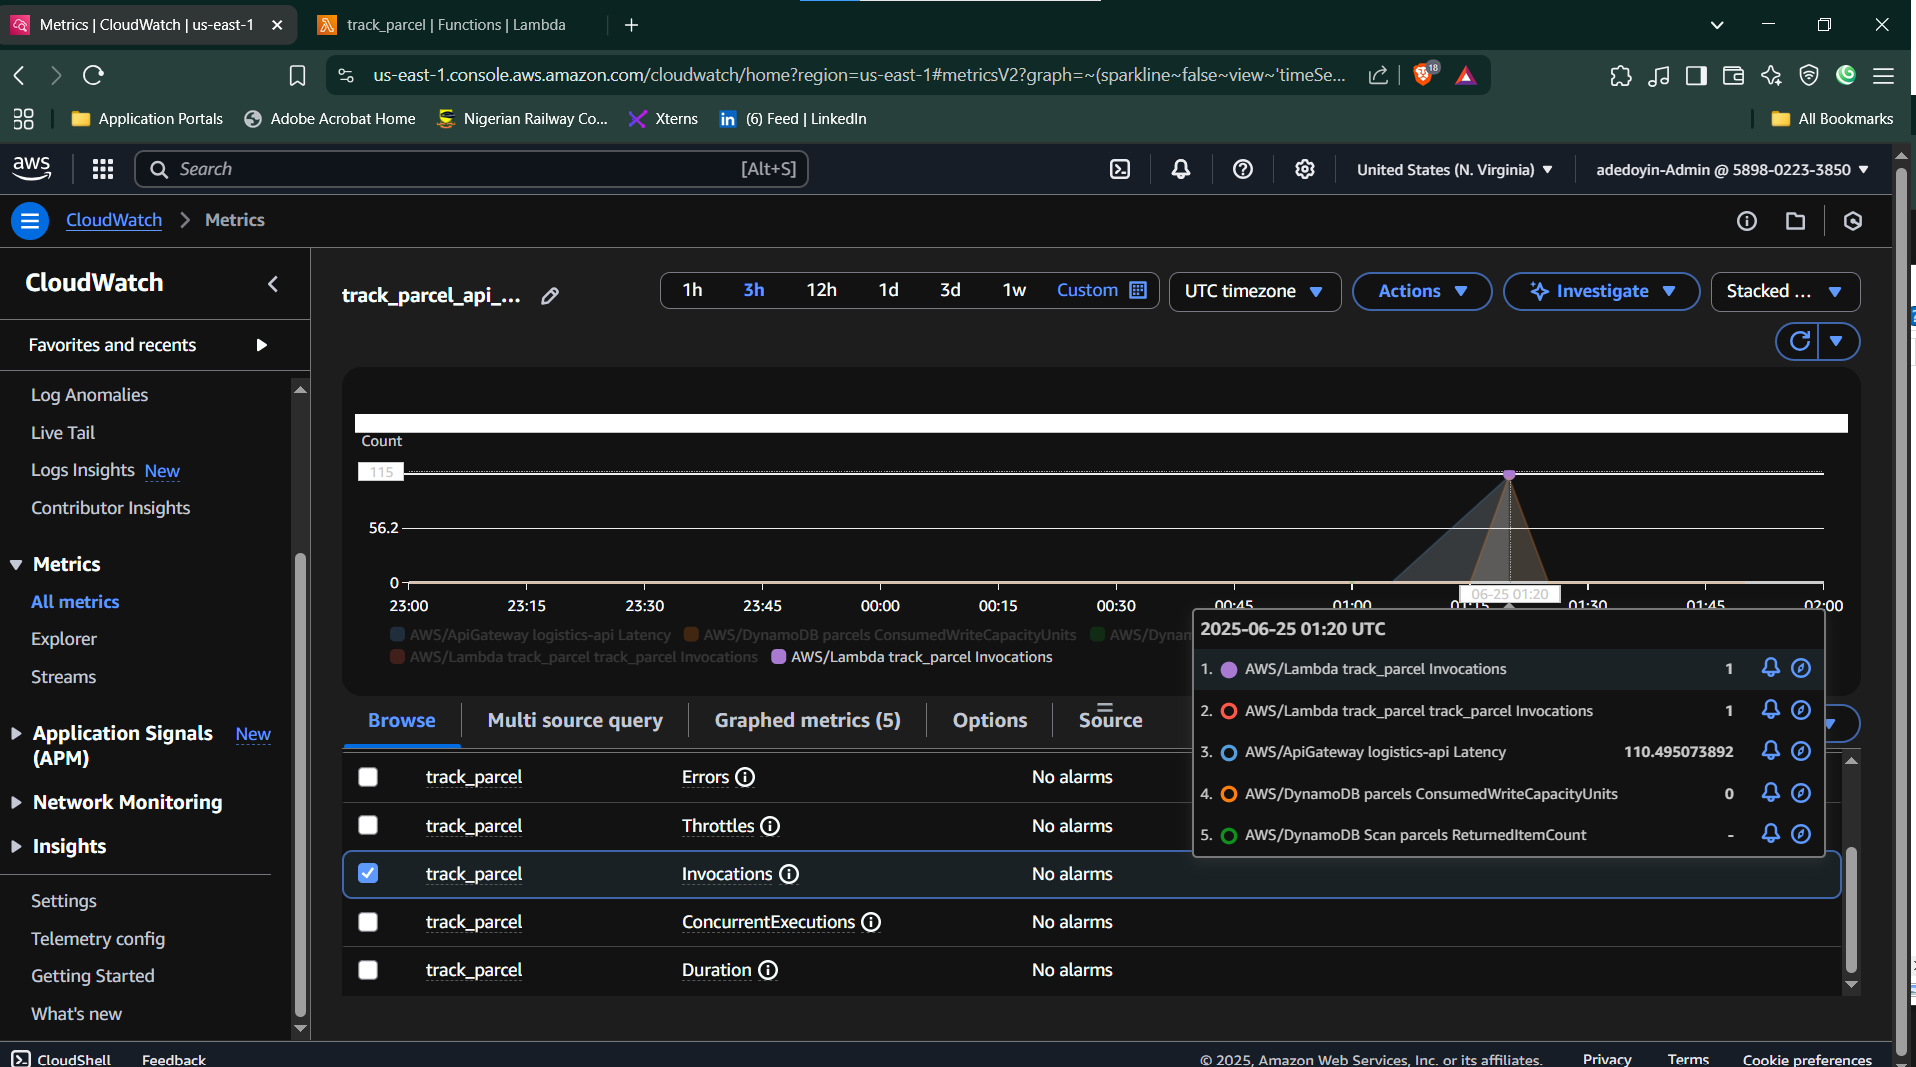 Metrics | CloudWatch | us-east-1
track_parcel | Functions | Lambda
us-east-1.console.aws.amazon.com/cloudwatch/home?region=us-east-1#metricsV2?graph=~(sparkline~false~view~'timeSe...
18
Application Portals
Adobe Acrobat Home
Nigerian Railway Co...
Xterns
(6) Feed | LinkedIn
All Bookmarks
aws
Search
[Alt+S]
United States (N. Virginia)
adedoyin-Admin @ 5898-0223-3850
CloudWatch
Metrics
CloudWatch
Favorites and recents
Log Anomalies
Live Tail
Logs Insights New
Contributor Insights
Metrics
All metrics
Explorer
Streams
Application Signals (APM) New
Network Monitoring
Insights
Settings
Telemetry config
Getting Started
What's new
track_parcel_api_...
1h 3h 12h 1d 3d 1w Custom
UTC timezone
Actions
Investigate
Stacked ...
Count
115
56.2
0
23:00 23:15 23:30 23:45 00:00 00:15 00:30 00:45 01:00 01:15 01:30 01:45 02:00
06-25 01:20
AWS/ApiGateway logistics-api Latency AWS/DynamoDB parcels ConsumedWriteCapacityUnits AWS/Dynam
AWS/Lambda track_parcel track_parcel Invocations AWS/Lambda track_parcel Invocations
2025-06-25 01:20 UTC
1. AWS/Lambda track_parcel Invocations 1
2. AWS/Lambda track_parcel track_parcel Invocations 1
3. AWS/ApiGateway logistics-api Latency 110.495073892
4. AWS/DynamoDB parcels ConsumedWriteCapacityUnits 0
5. AWS/DynamoDB Scan parcels ReturnedItemCount -
Browse
Multi source query
Graphed metrics (5)
Options
Source
track_parcel Errors No alarms
track_parcel Throttles No alarms
track_parcel Invocations No alarms
track_parcel ConcurrentExecutions No alarms
track_parcel Duration No alarms
CloudShell
Feedback
© 2025, Amazon Web Services, Inc. or its affiliates.
Privacy
Terms
Cookie preferences